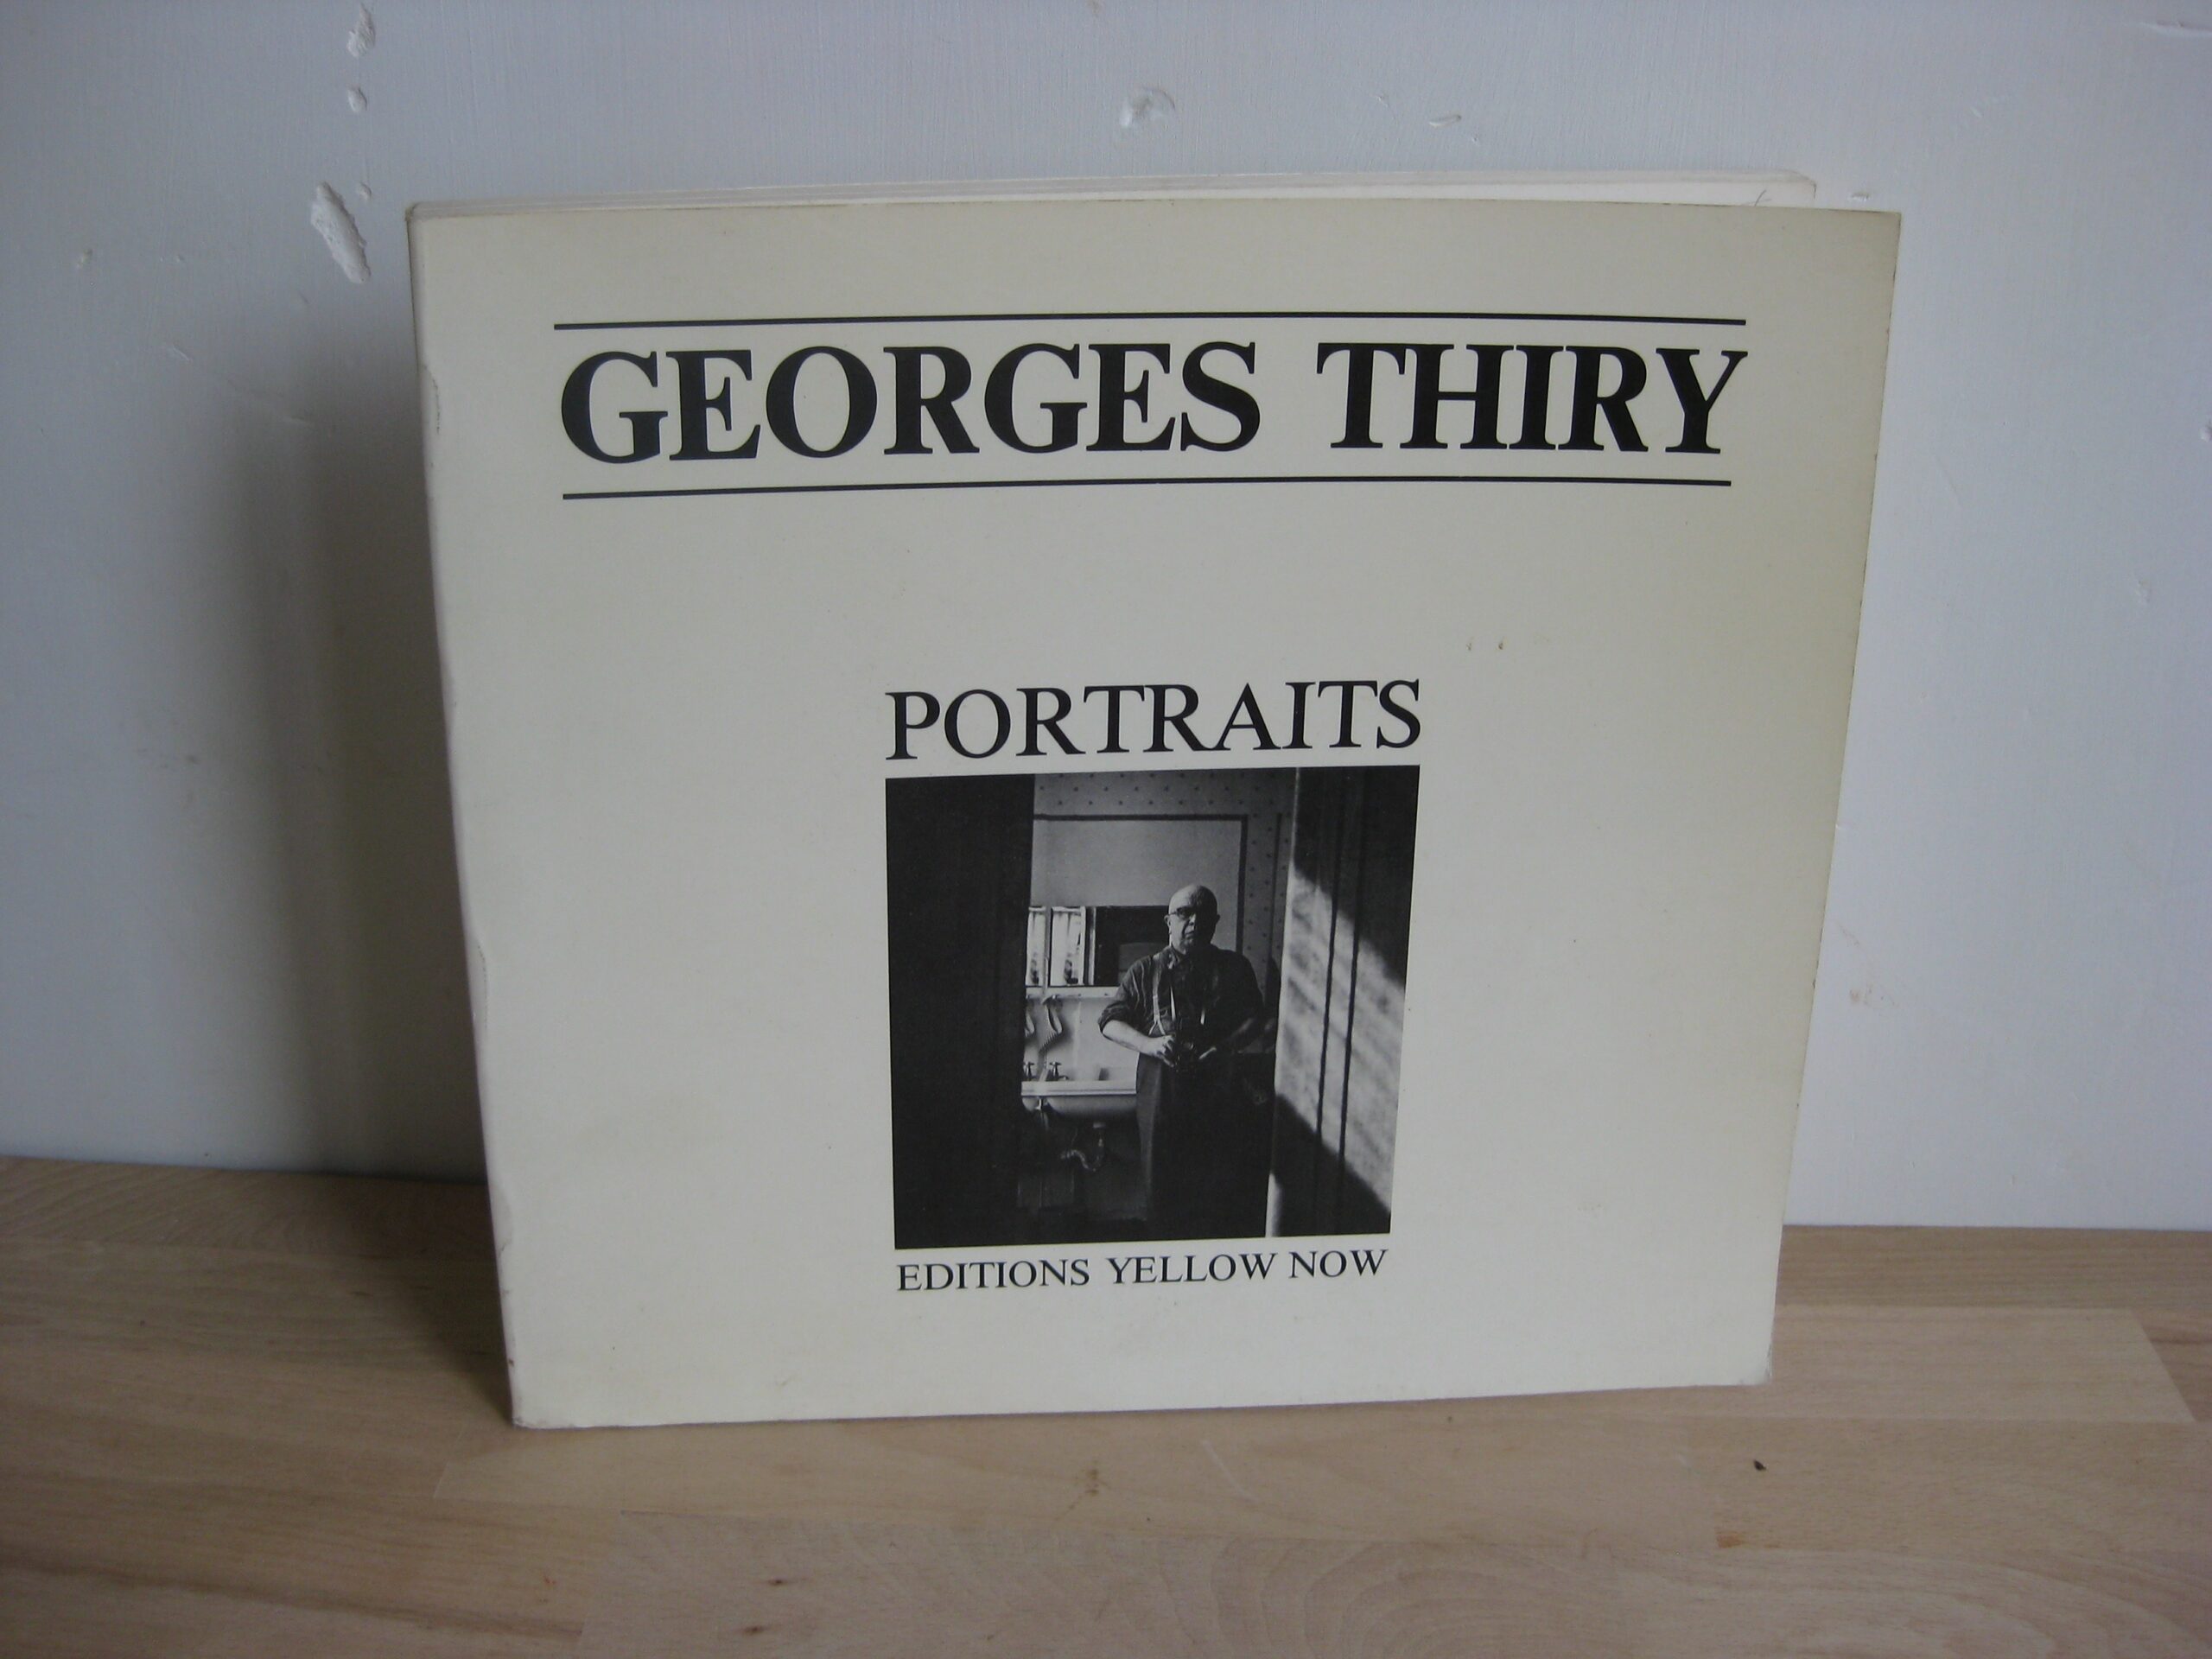 GEORGES THIRY
PORTRAITS
EDITIONS YELLOW NOW